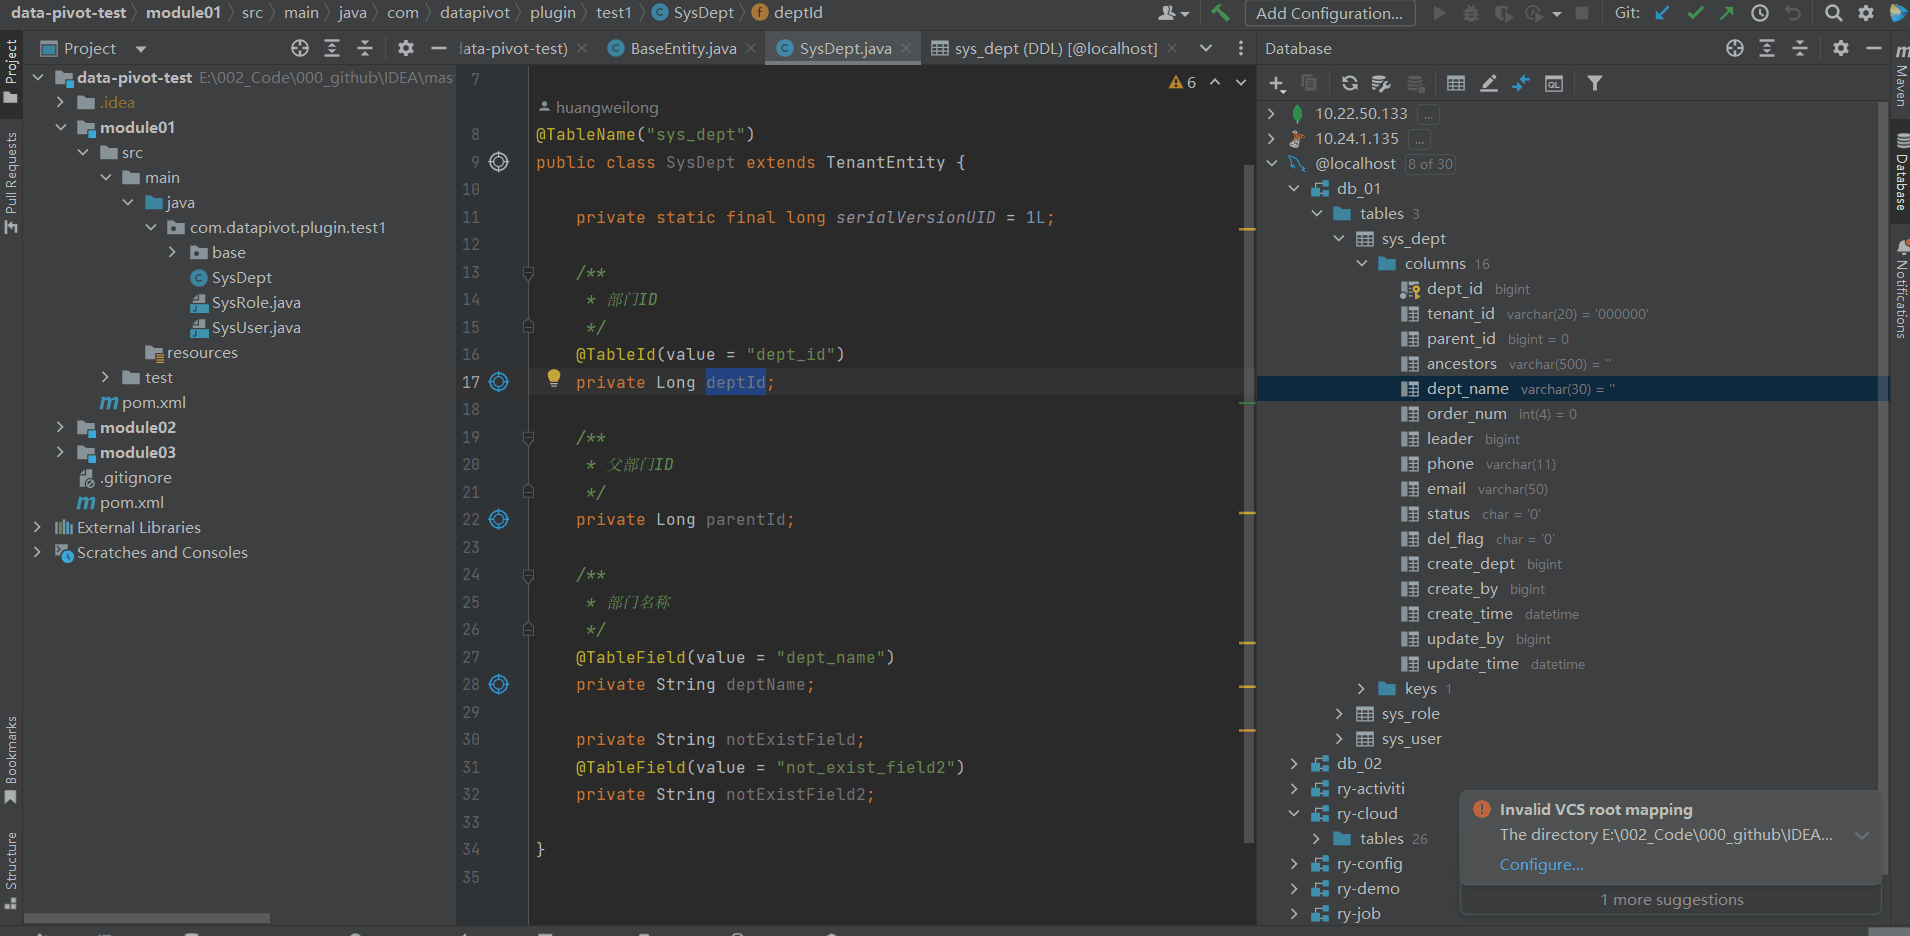 data-pivot-test module01 src main java com datapivot plugin test1 SysDept deptId
Add Configuration...
Git:
Project
data-pivot-test)
BaseEntity.java
SysDept.java
sys_dept (DDL) [@localhost]
Database
Project
Pull Requests
Bookmarks
Structure
data-pivot-test E:\002_Code\000_github\IDEA\mas
.idea
module01
src
main
java
com.datapivot.plugin.test1
base
SysDept
SysRole.java
SysUser.java
resources
test
pom.xml
module02
module03
.gitignore
pom.xml
External Libraries
Scratches and Consoles
6
7
huangweilong
8 @TableName("sys_dept")
9 public class SysDept extends TenantEntity {
10
11 private static final long serialVersionUID = 1L;
12
13 /**
14 * 部门ID
15 */
16 @TableId(value = "dept_id")
17 private Long deptId;
18
19 /**
20 * 父部门ID
21 */
22 private Long parentId;
23
24 /**
25 * 部门名称
26 */
27 @TableField(value = "dept_name")
28 private String deptName;
29
30 private String notExistField;
31 @TableField(value = "not_exist_field2")
32 private String notExistField2;
33
34 }
35
10.22.50.133 ...
10.24.1.135 ...
@localhost 8 of 30
db_01
tables 3
sys_dept
columns 16
dept_id bigint
tenant_id varchar(20) = '000000'
parent_id bigint = 0
ancestors varchar(500) = ''
dept_name varchar(30) = ''
order_num int(4) = 0
leader bigint
phone varchar(11)
email varchar(50)
status char = '0'
del_flag char = '0'
create_dept bigint
create_by bigint
create_time datetime
update_by bigint
update_time datetime
keys 1
sys_role
sys_user
db_02
ry-activiti
ry-cloud
tables 26
ry-config
ry-demo
ry-job
Invalid VCS root mapping
The directory E:\002_Code\000_github\IDEA...
Configure...
1 more suggestions
m
Maven
Database
Notifications